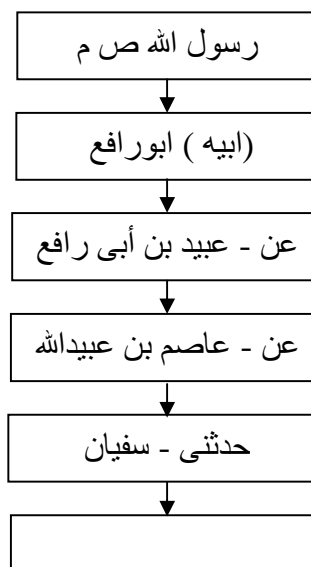 رسول الله ص م
(ابيه ) ابورافع
عن - عبيد بن أبى رافع
عن - عاصم بن عبيدالله
حدثنى - سفيان